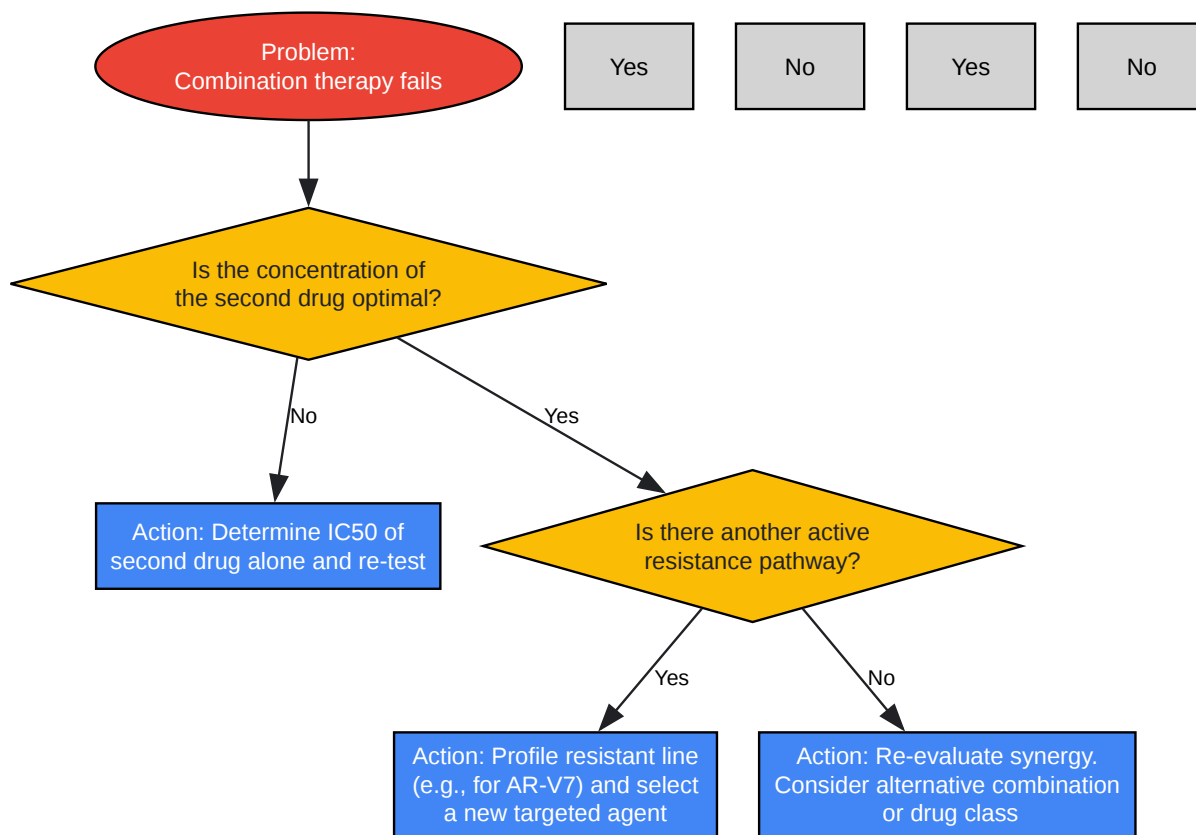 Problem:
Combination therapy fails
Yes
No
Yes
No
Is the concentration of
the second drug optimal?
No
Yes
Action: Determine IC50 of
second drug alone and re-test
Is there another active
resistance pathway?
Yes
No
Action: Profile resistant line
(e.g., for AR-V7) and select
a new targeted agent
Action: Re-evaluate synergy.
Consider alternative combination
or drug class